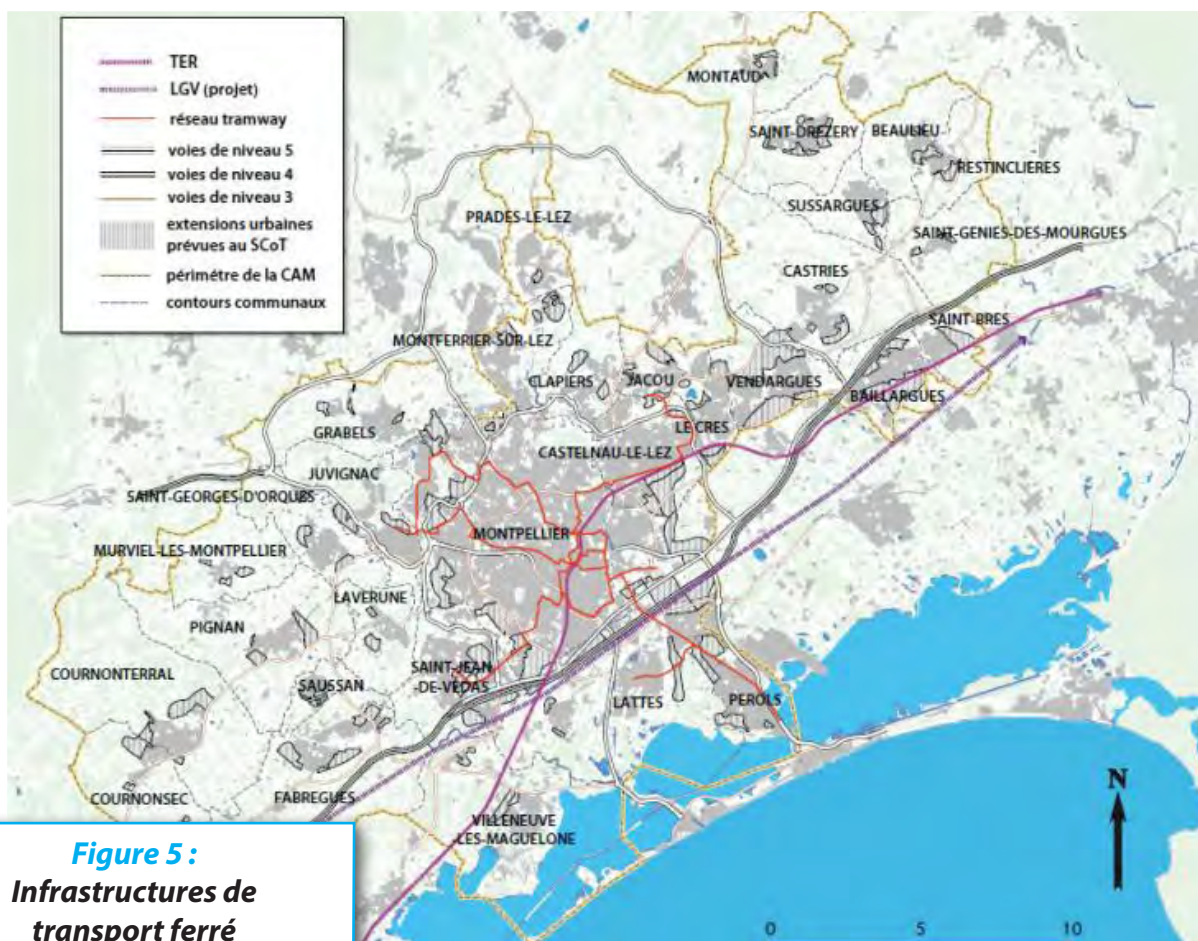 TER
LGV (projet)
réseau tramway
voies de niveau 5
voies de niveau 4
voies de niveau 3
extensions urbaines
prévues au SCoT
périmétre de la CAM
contours communaux
MONTAUD
SAINT-DREZERY
BEAULIEU
RESTINCLIERES
PRADES-LE-LEZ
SUSSARGUES
SAINT-GENIES-DES-MOURGUES
CASTRIES
SAINT-BRES
MONTFERRIER-SUR-LEZ
CLAPIERS
JACOU
VENDARGUES
BAILLARGUES
GRABELS
LE CRES
CASTELNAU-LE-LEZ
JUVIGNAC
SAINT-GEORGES-D'ORQUES
MONTPELLIER
MURVIEL-LES-MONTPELLIER
LAVERUNE
PIGNAN
COURNONTERRAL
SAUSSAN
SAINT-JEAN
-DE-VEDAS
LATTES
PEROLS
COURNONSEC
FABREGUES
VILLENEUVE
-LES-MAGUELONE
N
Figure 5 :
Infrastructures de
transport ferré
0 5 10